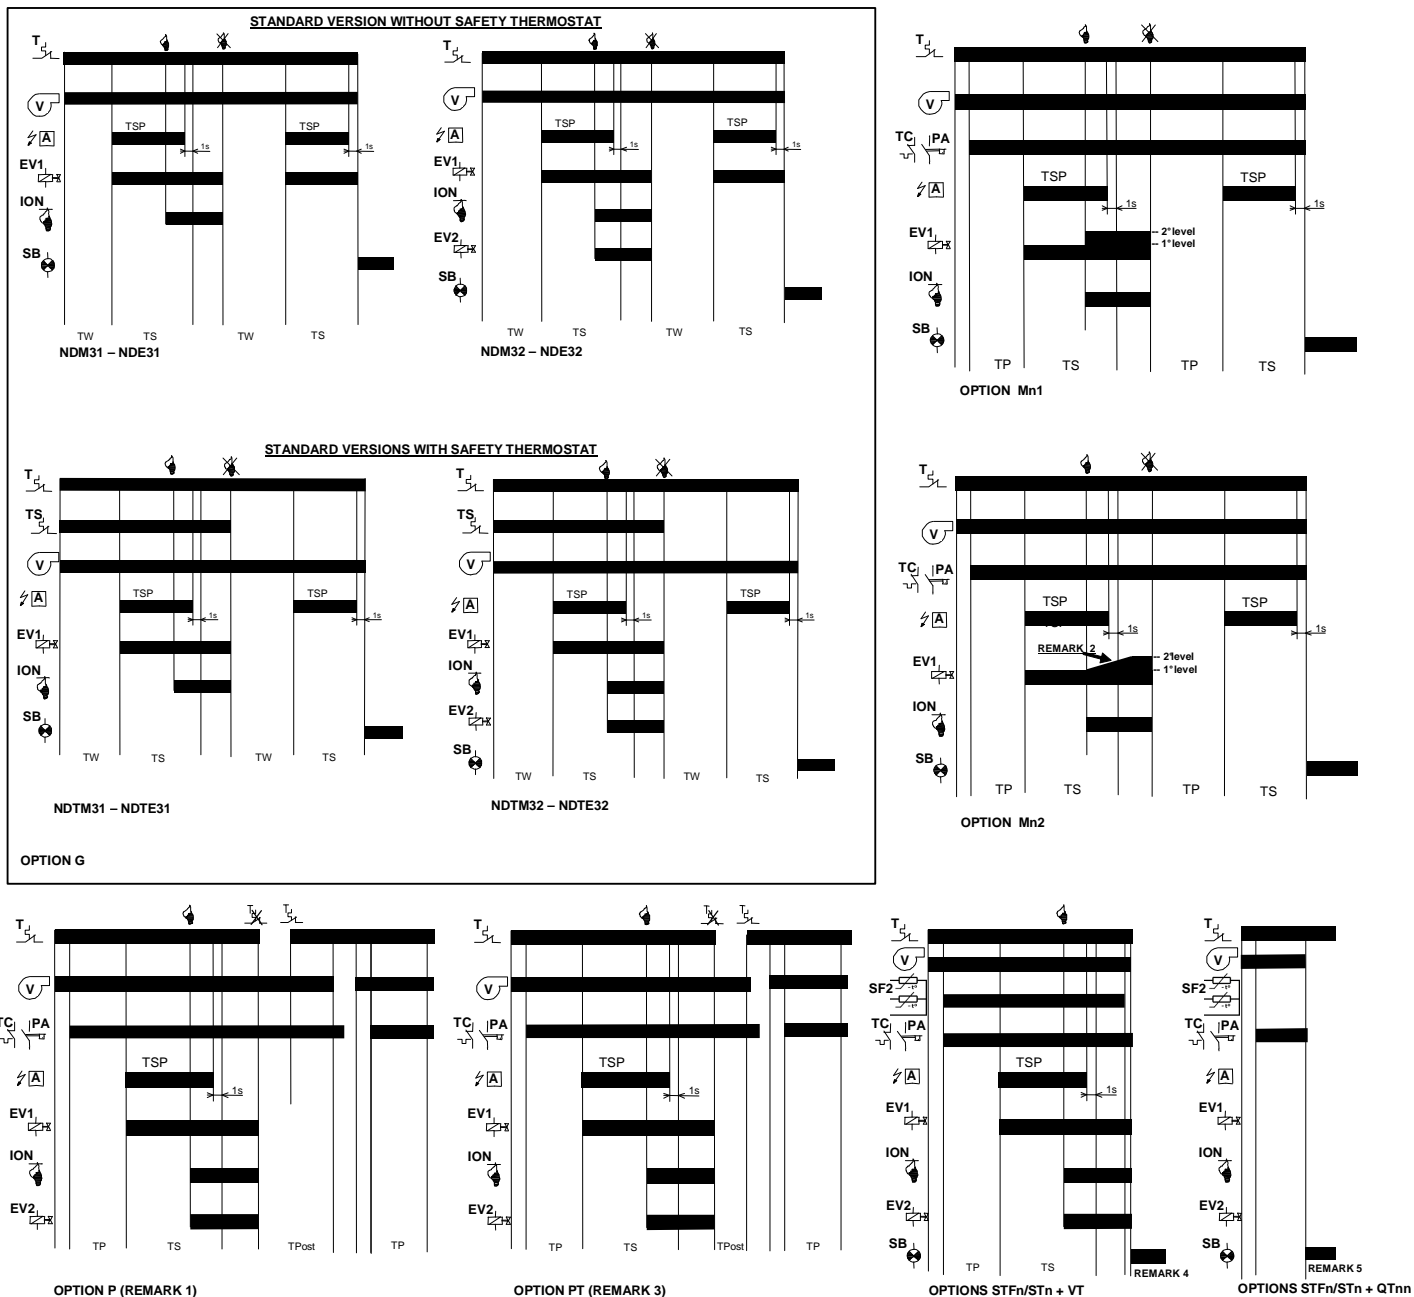 STANDARD VERSION WITHOUT SAFETY THERMOSTAT
T
V
A
TSP
1s
TSP
1s
EV1
ION
SB
TW
TS
TW
TS
NDM31 – NDE31
T
V
A
TSP
1s
TSP
1s
EV1
ION
EV2
SB
TW
TS
TW
TS
NDM32 – NDE32
T
V
TC
PA
A
TSP
1s
TSP
1s
EV1
2°level
1°level
ION
SB
TP
TS
TP
TS
OPTION Mn1
STANDARD VERSIONS WITH SAFETY THERMOSTAT
T
TS
V
A
TSP
1s
TSP
1s
EV1
ION
SB
TW
TS
TW
TS
NDTM31 – NDTE31
T
TS
V
A
TSP
1s
TSP
1s
EV1
ION
EV2
SB
TW
TS
TW
TS
NDTM32 – NDTE32
OPTION G
T
V
TC
PA
A
TSP
1s
TSP
1s
REMARK 2
EV1
2°level
1°level
ION
SB
TP
TS
TP
TS
OPTION Mn2
T
T
T
V
TC
PA
A
TSP
1s
EV1
ION
EV2
TP
TS
TPost
TP
OPTION P (REMARK 1)
T
T
T
V
TC
PA
A
TSP
1s
EV1
ION
EV2
TP
TS
TPost
TP
OPTION PT (REMARK 3)
T
V
SF2
-t°
-t°
TC
PA
A
TSP
1s
EV1
ION
EV2
SB
TP
TS
REMARK 4
OPTIONS STFn/STn + VT
T
V
SF2
-t°
-t°
TC
PA
A
EV1
ION
EV2
SB
REMARK 5
OPTIONS STFn/STn + QTnn